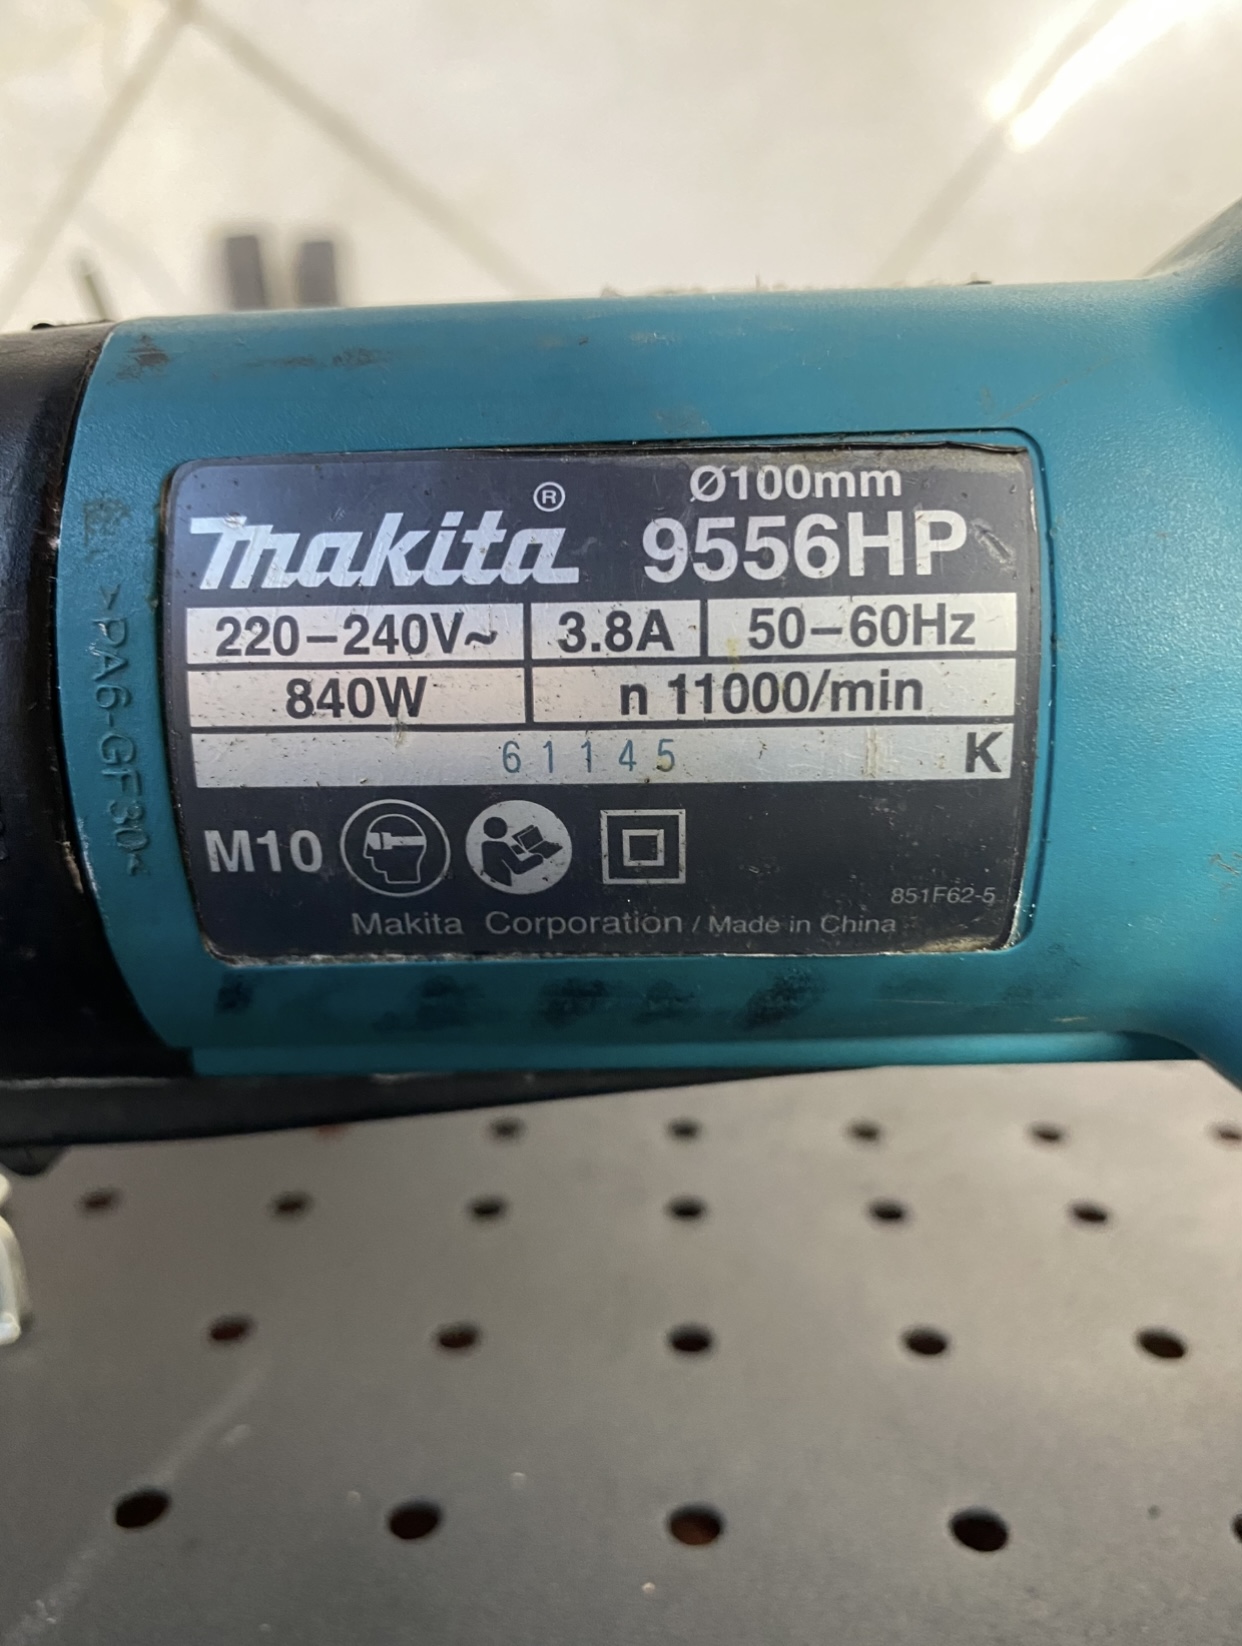 Ø100mm
Makita® 9556HP
220–240V~ 3.8A 50–60Hz
840W n 11000/min
61145 K
M10
851F62-5
Makita Corporation / Made in China
>PA6-GF30<